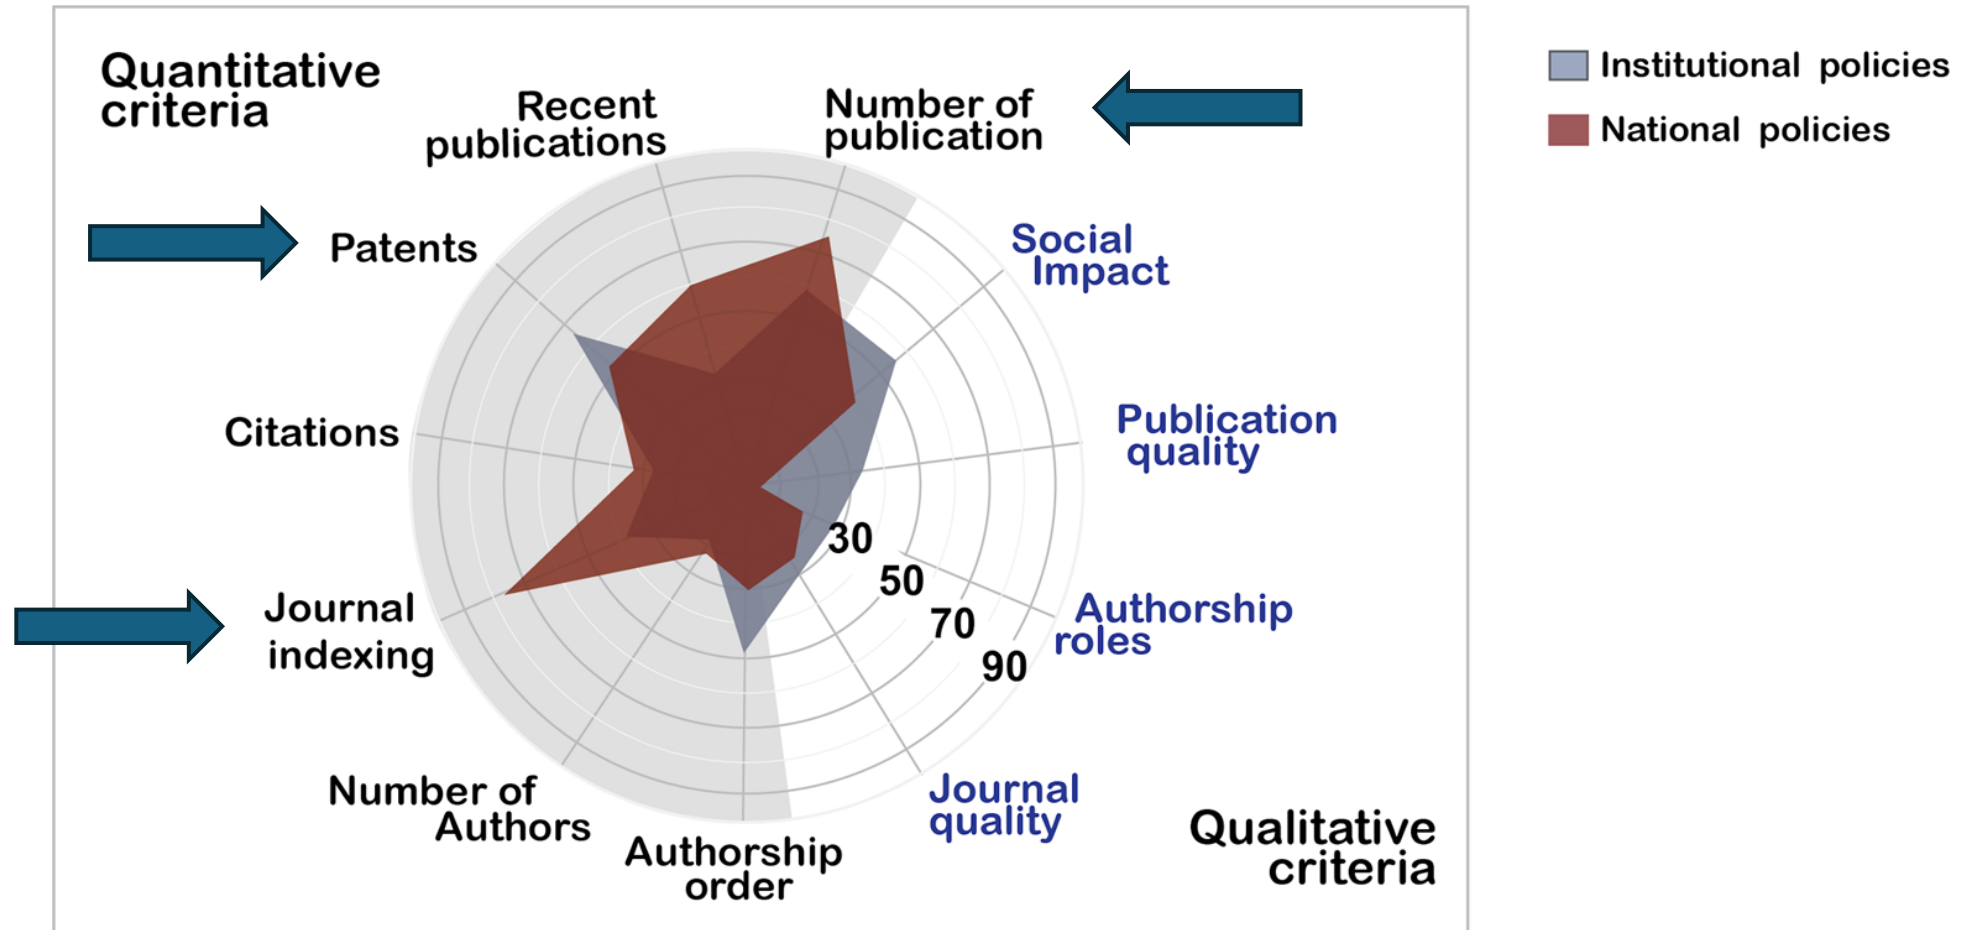 Quantitative
criteria
Recent
publications
Number of
publication
Institutional policies
National policies
Patents
Social
Impact
Citations
Publication
quality
30
50
70
90
Journal
indexing
Authorship
roles
Number of
Authors
Authorship
order
Journal
quality
Qualitative
criteria